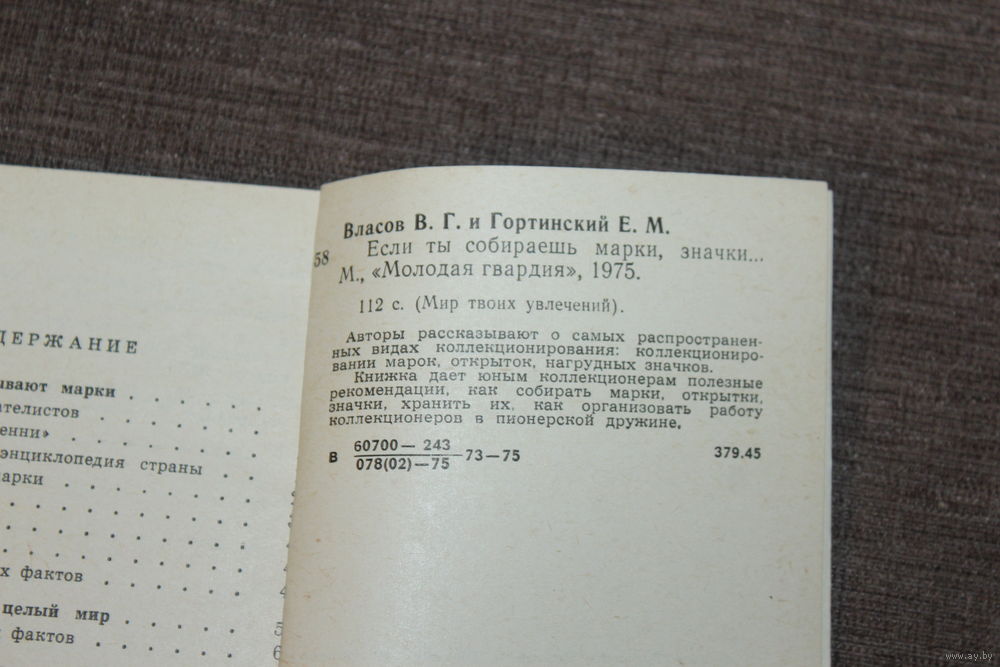 ДЕРЖАНИЕ
ывают марки
ателистов
енни»
энциклопедия страны
арки
х фактов
целый мир
фактов
Власов В. Г. и Гортинский Е. М.
58 Если ты собираешь марки, значки...
М., «Молодая гвардия», 1975.
112 с. (Мир твоих увлечений).
Авторы рассказывают о самых распространен-
ных видах коллекционирования: коллекциониро-
вании марок, открыток, нагрудных значков.
Книжка дает юным коллекционерам полезные
рекомендации, как собирать марки, открытки,
значки, хранить их, как организовать работу
коллекционеров в пионерской дружине.
В 60700— 243
078(02)—75 —73—75 379.45
www.ay.by